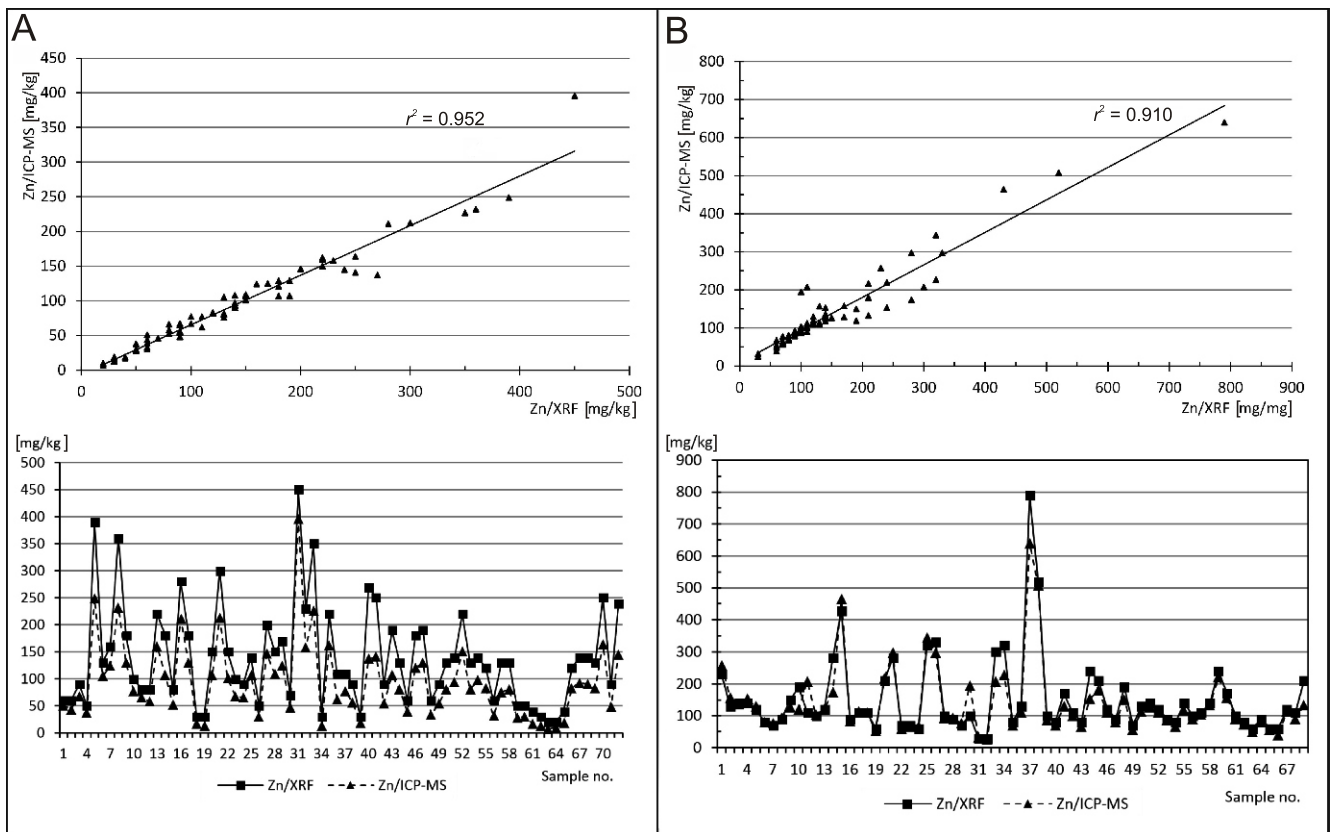 A
Zn/ICP-MS [mg/kg]
450
400
350
300
250
200
150
100
50
0
r² = 0.952
0 100 200 300 400 500
Zn/XRF [mg/kg]
[mg/kg]
500
450
400
350
300
250
200
150
100
50
0
1 4 7 10 13 16 19 22 25 28 31 34 37 40 43 46 49 52 55 58 61 64 67 70
Sample no.
Zn/XRF Zn/ICP-MS
B
Zn/ICP-MS [mg/kg]
800
700
600
500
400
300
200
100
0
r² = 0.910
0 100 200 300 400 500 600 700 800 900
Zn/XRF [mg/mg]
[mg/kg]
900
800
700
600
500
400
300
200
100
0
1 4 7 10 13 16 19 22 25 28 31 34 37 40 43 46 49 52 55 58 61 64 67
Sample no.
Zn/XRF Zn/ICP-MS